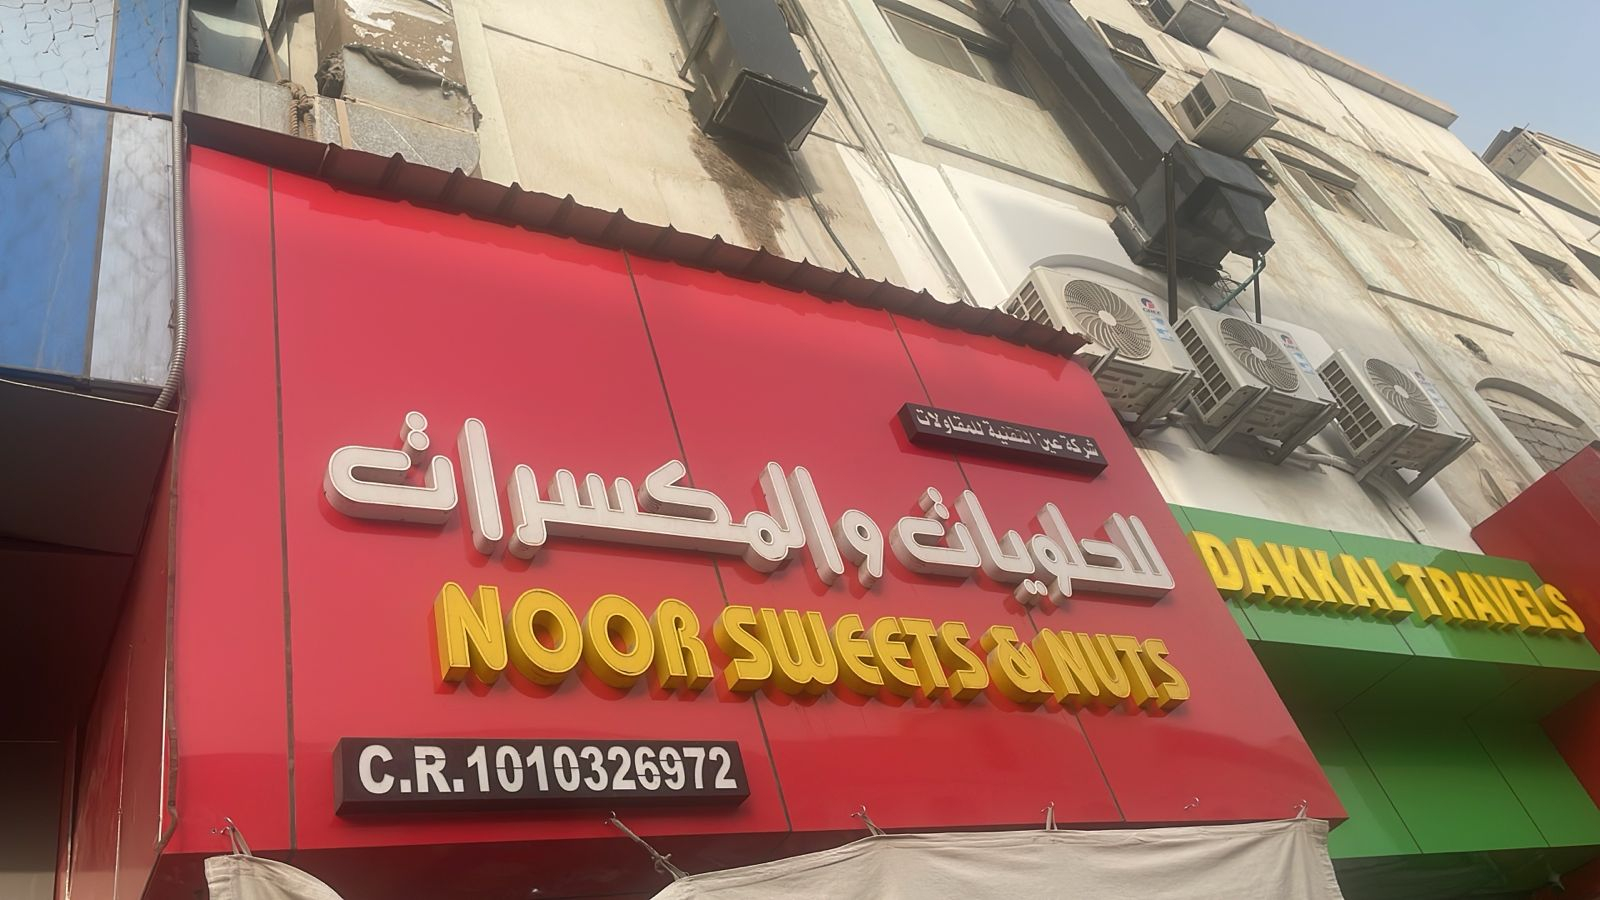 شركة عين التقنية للمقاولات
للحلويات والمكسرات
NOOR SWEETS & NUTS
C.R.1010326972
DAKKAL TRAVELS